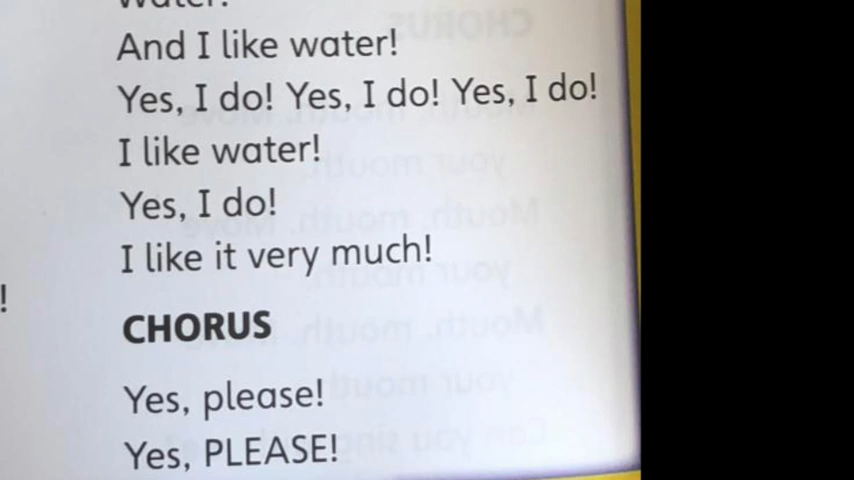 water!
And I like water!
Yes, I do! Yes, I do! Yes, I do!
I like water!
Yes, I do!
I like it very much!
!
CHORUS
Yes, please!
Yes, PLEASE!